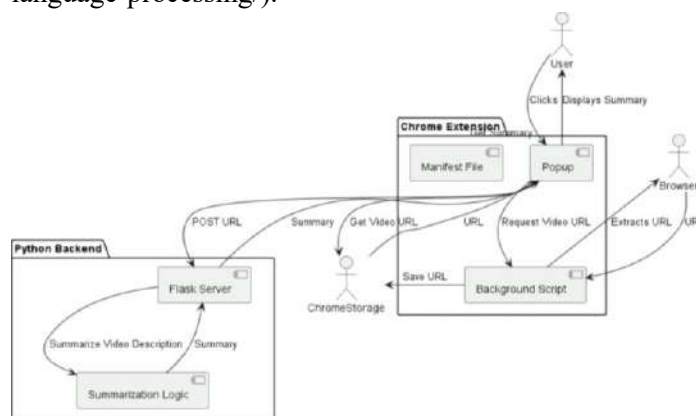 language processing/).
User
Clicks
Displays Summary
Chrome Extension
Summary
Manifest File
Popup
Browser
POST URL
Summary
Get Video URL
URL
Request Video URL
Extracts URL
Python Backend
Flask Server
Save URL
Background Script
ChromeStorage
Summarize Video Description
Summary
Summarization Logic